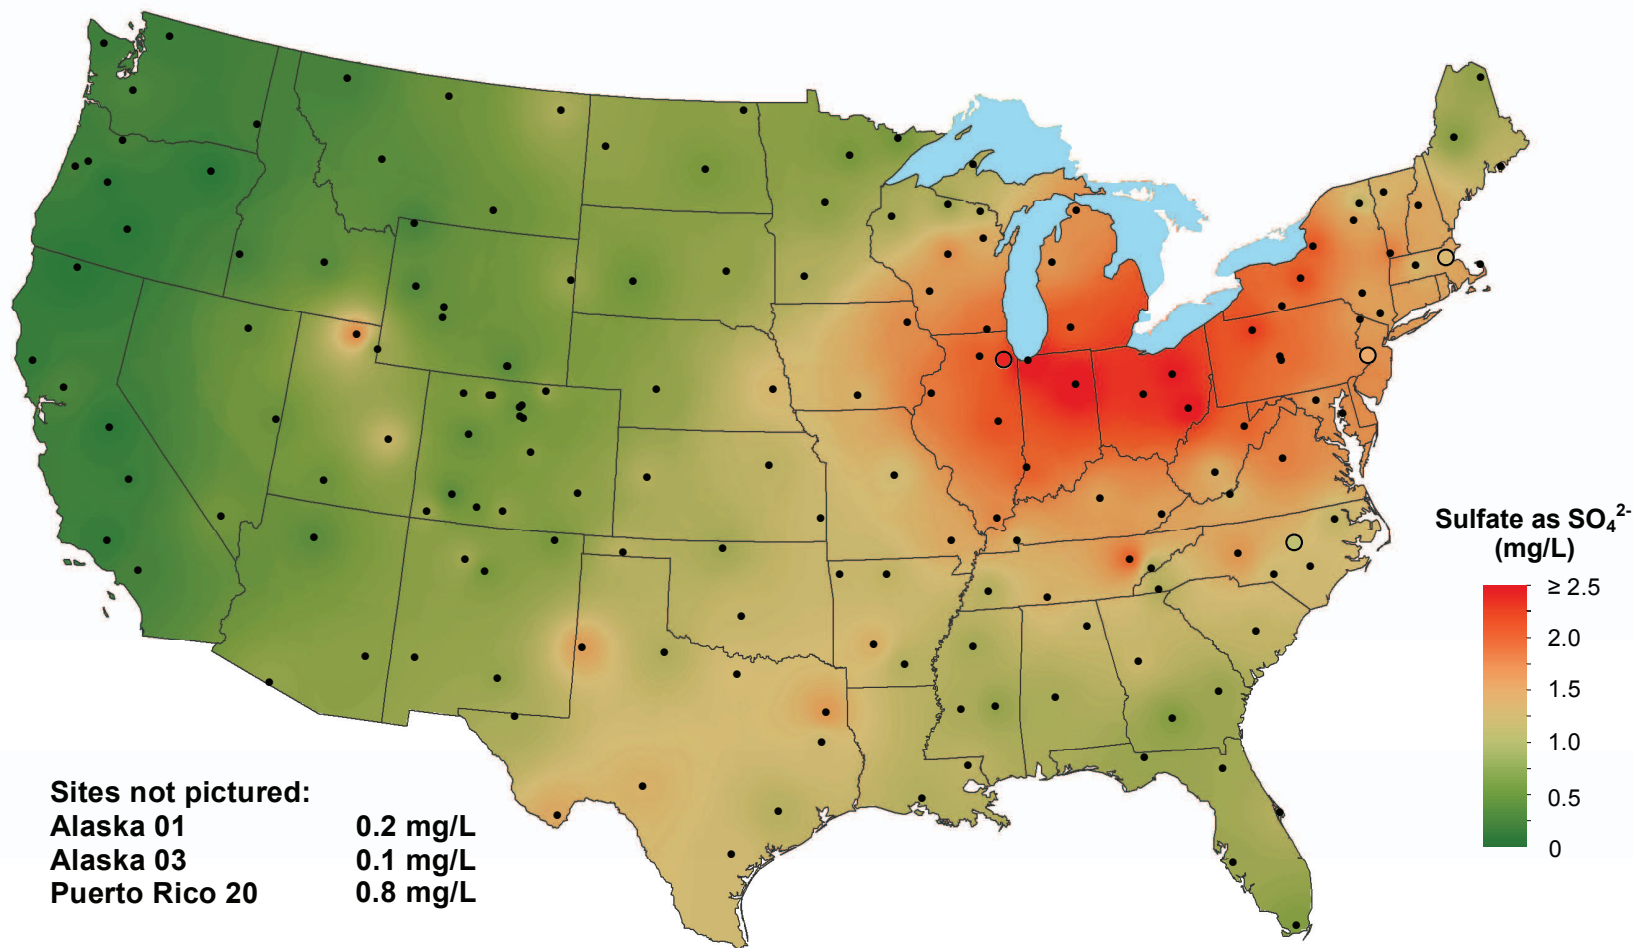 Sulfate as SO₄²⁻
(mg/L)
≥ 2.5
2.0
1.5
1.0
0.5
0
Sites not pictured:
Alaska 01 0.2 mg/L
Alaska 03 0.1 mg/L
Puerto Rico 20 0.8 mg/L